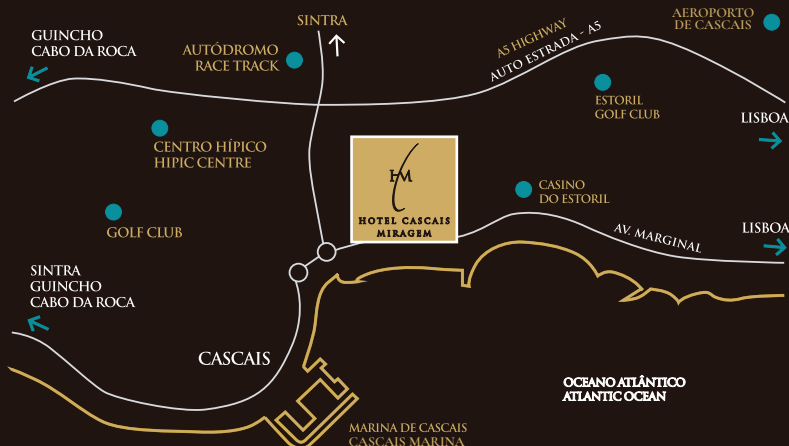 SINTRA
AEROPORTO
DE CASCAIS
GUINCHO
CABO DA ROCA
AUTÓDROMO
RACE TRACK
A5 HIGHWAY
AUTO ESTRADA - A5
ESTORIL
GOLF CLUB
LISBOA
CENTRO HÍPICO
HIPIC CENTRE
HM
HOTEL CASCAIS
MIRAGEM
CASINO
DO ESTORIL
GOLF CLUB
AV. MARGINAL
LISBOA
SINTRA
GUINCHO
CABO DA ROCA
CASCAIS
OCEANO ATLÂNTICO
ATLANTIC OCEAN
MARINA DE CASCAIS
CASCAIS MARINA